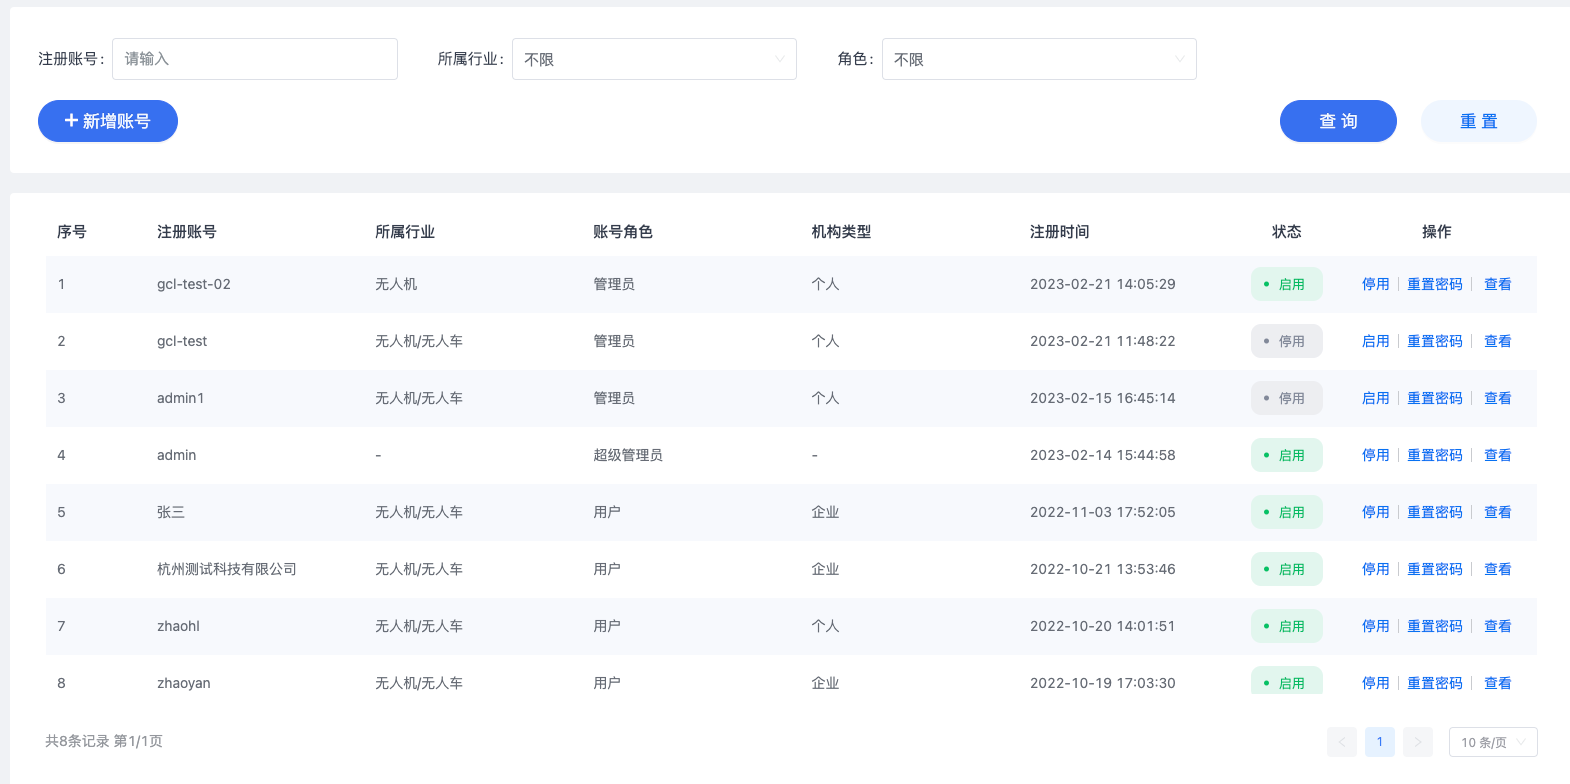 注册账号: 请输入 所属行业: 不限 角色: 不限
+ 新增账号 查 询 重 置
序号 注册账号 所属行业 账号角色 机构类型 注册时间 状态 操作
1 gcl-test-02 无人机 管理员 个人 2023-02-21 14:05:29 启用 停用 重置密码 查看
2 gcl-test 无人机/无人车 管理员 个人 2023-02-21 11:48:22 停用 启用 重置密码 查看
3 admin1 无人机/无人车 管理员 个人 2023-02-15 16:45:14 停用 启用 重置密码 查看
4 admin - 超级管理员 - 2023-02-14 15:44:58 启用 停用 重置密码 查看
5 张三 无人机/无人车 用户 企业 2022-11-03 17:52:05 启用 停用 重置密码 查看
6 杭州测试科技有限公司 无人机/无人车 用户 企业 2022-10-21 13:53:46 启用 停用 重置密码 查看
7 zhaohl 无人机/无人车 用户 个人 2022-10-20 14:01:51 启用 停用 重置密码 查看
8 zhaoyan 无人机/无人车 用户 企业 2022-10-19 17:03:30 启用 停用 重置密码 查看
共8条记录 第1/1页 < 1 > 10 条/页